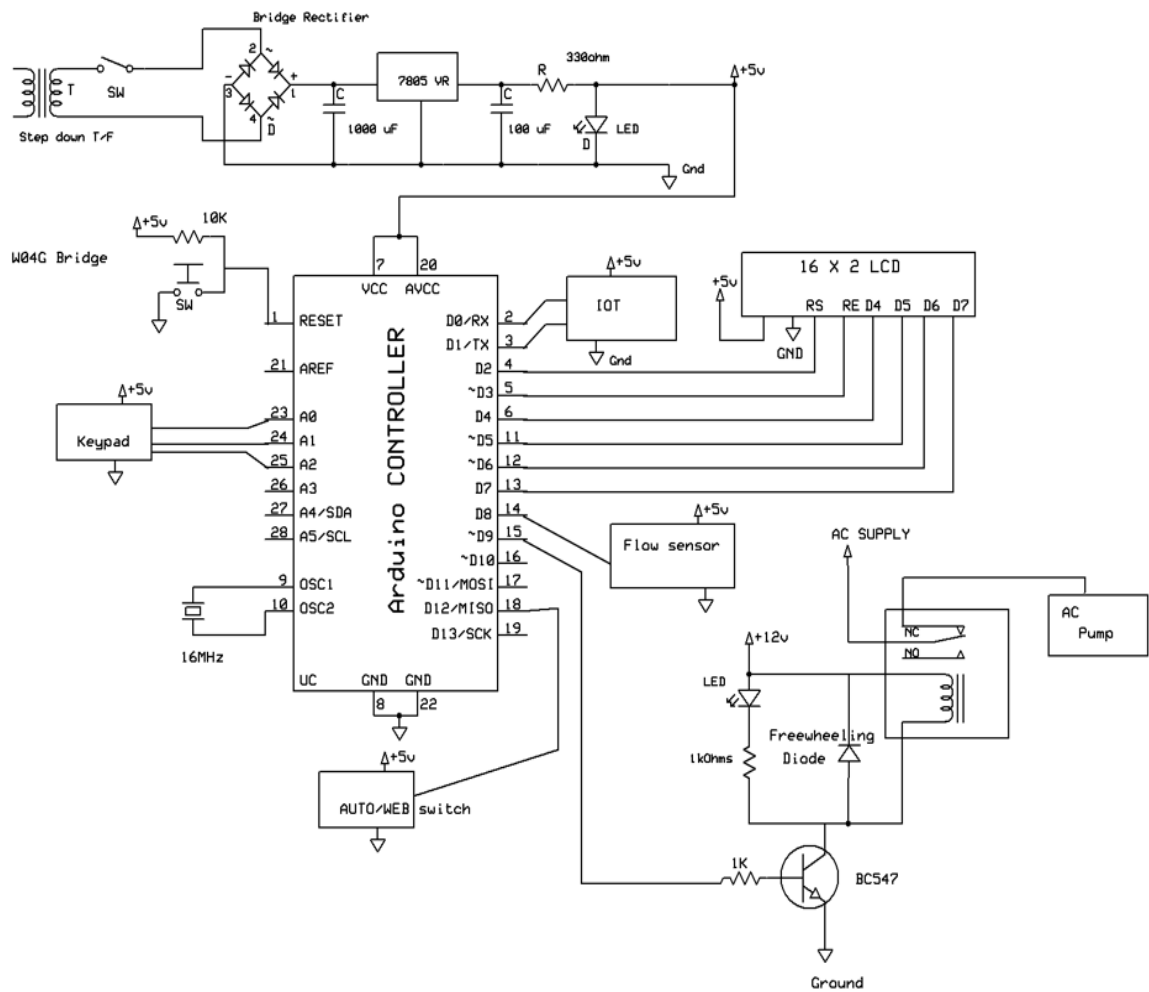 Bridge Rectifier
2 ~
- +
3 1
4 ~
D
T
SW
Step down T/F
C
1000 uF
7805 VR
C
100 uF
330ohm
R
LED
D
+5v
Gnd
+5v
10K
W04G Bridge
SW
7 20
VCC AVCC
1 RESET
21 AREF
+5v
Keypad
23 A0
24 A1
25 A2
26 A3
27 A4/SDA
28 A5/SCL
9 OSC1
10 OSC2
16MHz
UC
GND GND
8 22
Arduino CONTROLLER
D0/RX 2
D1/TX 3
D2 4
~D3 5
D4 6
~D5 11
~D6 12
D7 13
D8 14
~D9 15
~D10 16
~D11/MOSI 17
D12/MISO 18
D13/SCK 19
+5v
IOT
Gnd
16 X 2 LCD
+5v
RS RE D4 D5 D6 D7
GND
+5v
Flow sensor
AC SUPPLY
NC
NO
AC
Pump
+12v
LED
Freewheeling
Diode
1kOhms
+5v
AUTO/WEB switch
1K
BC547
Ground